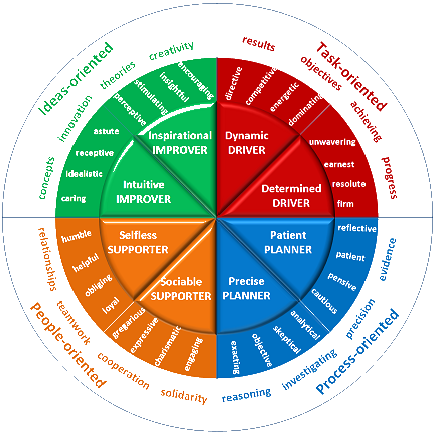 Ideas-oriented
concepts
innovation
theories
creativity
caring
idealistic
receptive
astute
perceptive
stimulating
insightful
encouraging
Intuitive
IMPROVER
Inspirational
IMPROVER
Task-oriented
results
objectives
achieving
progress
directive
competitive
energetic
dominating
unwavering
earnest
resolute
firm
Dynamic
DRIVER
Determined
DRIVER
Process-oriented
evidence
precision
investigating
reasoning
reflective
patient
pensive
cautious
analytical
skeptical
objective
exacting
Patient
PLANNER
Precise
PLANNER
People-oriented
relationships
teamwork
cooperation
solidarity
humble
helpful
obliging
loyal
gregarious
expressive
charismatic
engaging
Selfless
SUPPORTER
Sociable
SUPPORTER